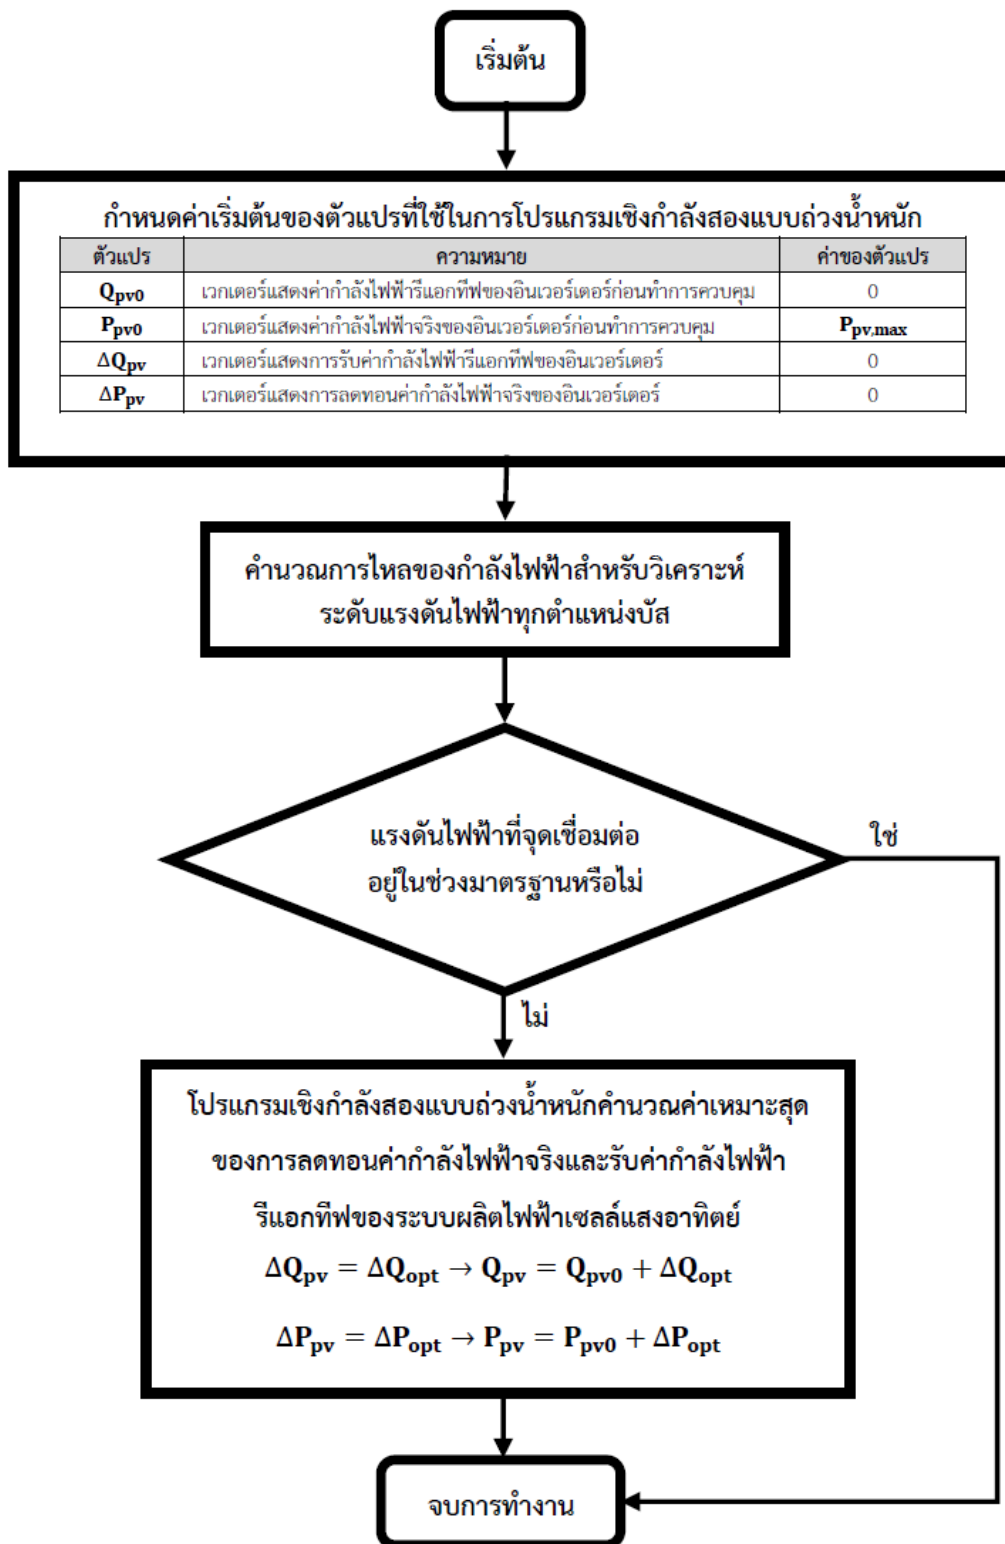 เริ่มต้น
กำหนดค่าเริ่มต้นของตัวแปรที่ใช้ในการโปรแกรมเชิงกำลังสองแบบถ่วงน้ำหนัก
ตัวแปร ความหมาย ค่าของตัวแปร
Qpv0 เวกเตอร์แสดงค่ากำลังไฟฟ้ารีแอกทีฟของอินเวอร์เตอร์ก่อนทำการควบคุม 0
Ppv0 เวกเตอร์แสดงค่ากำลังไฟฟ้าจริงของอินเวอร์เตอร์ก่อนทำการควบคุม Ppv,max
ΔQpv เวกเตอร์แสดงการรับค่ากำลังไฟฟ้ารีแอกทีฟของอินเวอร์เตอร์ 0
ΔPpv เวกเตอร์แสดงการลดทอนค่ากำลังไฟฟ้าจริงของอินเวอร์เตอร์ 0
คำนวณการไหลของกำลังไฟฟ้าสำหรับวิเคราะห์
ระดับแรงดันไฟฟ้าทุกตำแหน่งบัส
แรงดันไฟฟ้าที่จุดเชื่อมต่อ
อยู่ในช่วงมาตรฐานหรือไม่
ใช่
ไม่
โปรแกรมเชิงกำลังสองแบบถ่วงน้ำหนักคำนวณค่าเหมาะสุด
ของการลดทอนค่ากำลังไฟฟ้าจริงและรับค่ากำลังไฟฟ้า
รีแอกทีฟของระบบผลิตไฟฟ้าเซลล์แสงอาทิตย์
ΔQpv = ΔQopt → Qpv = Qpv0 + ΔQopt
ΔPpv = ΔPopt → Ppv = Ppv0 + ΔPopt
จบการทำงาน